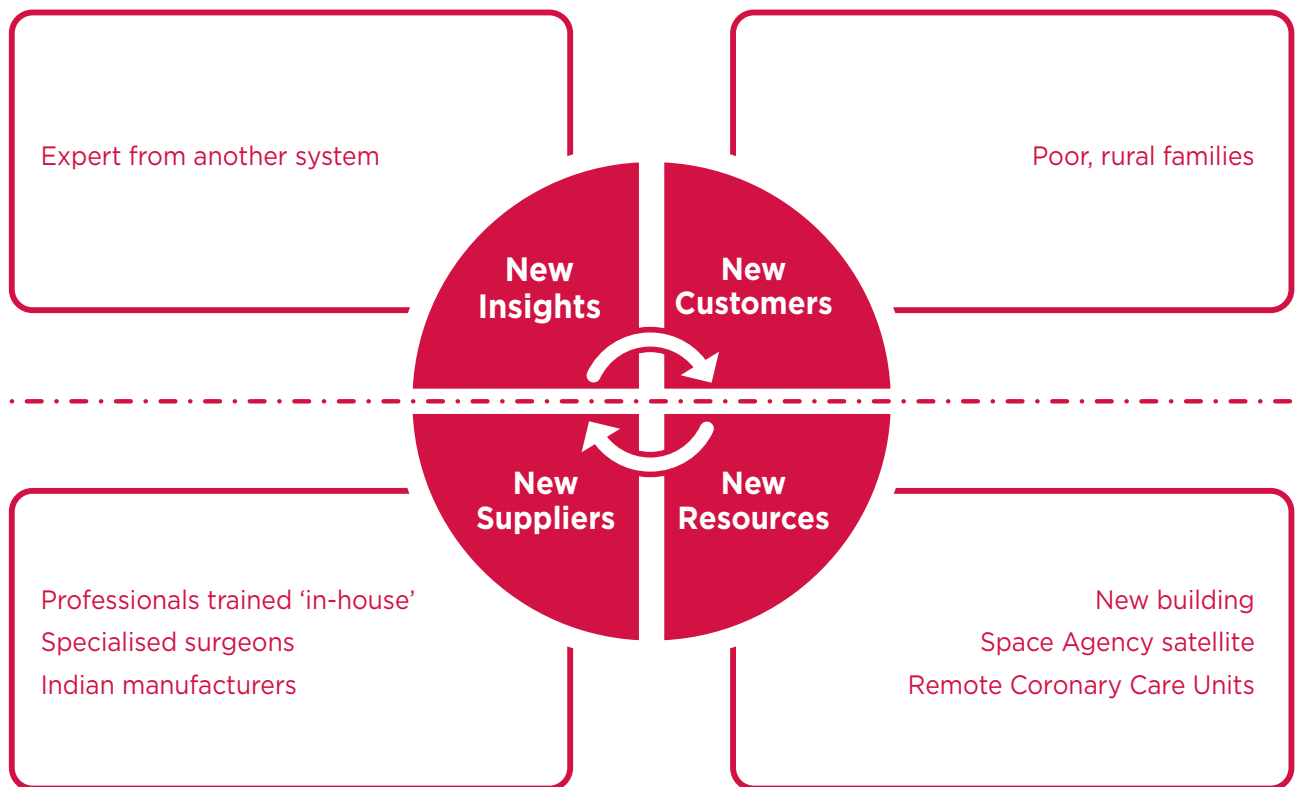 Expert from another system
Poor, rural families
New
Insights
New
Customers
New
Suppliers
New
Resources
Professionals trained ‘in-house’
Specialised surgeons
Indian manufacturers
New building
Space Agency satellite
Remote Coronary Care Units